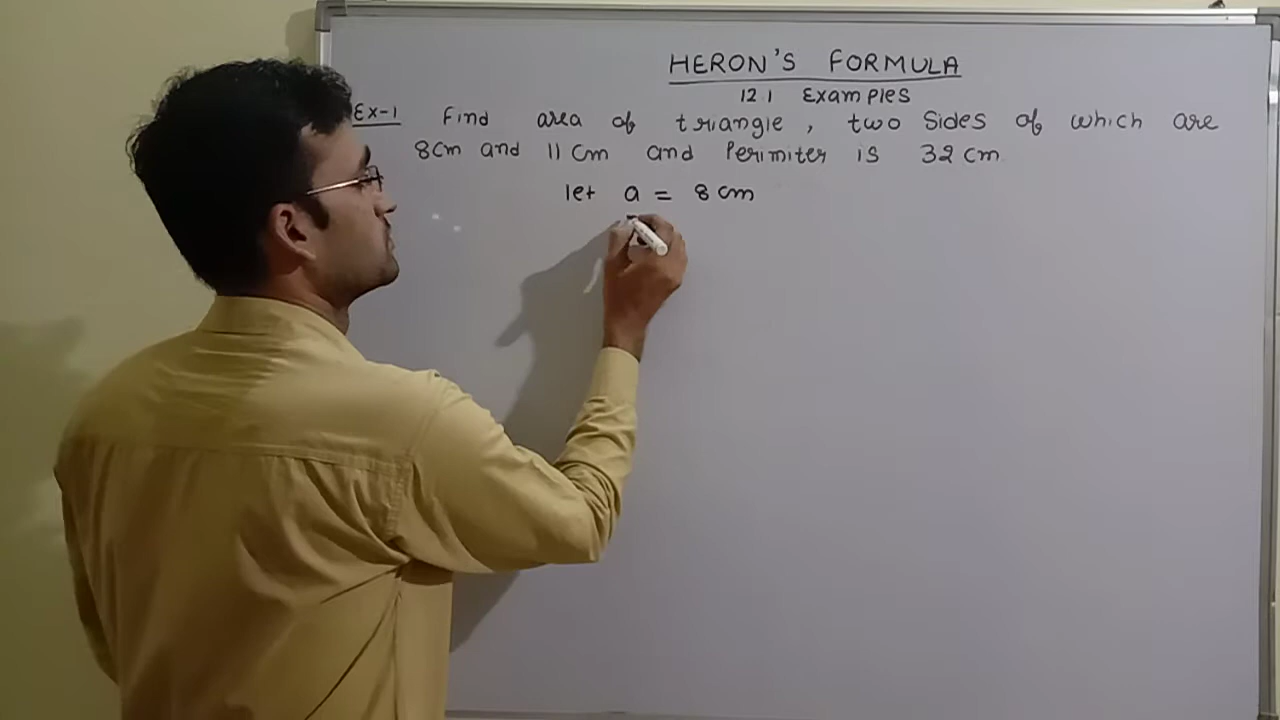 HERON'S FORMULA
12.1 Examples
Ex-1 Find area of triangle, two sides of which are
8cm and 11 cm and Perimiter is 32 cm
let a = 8 cm